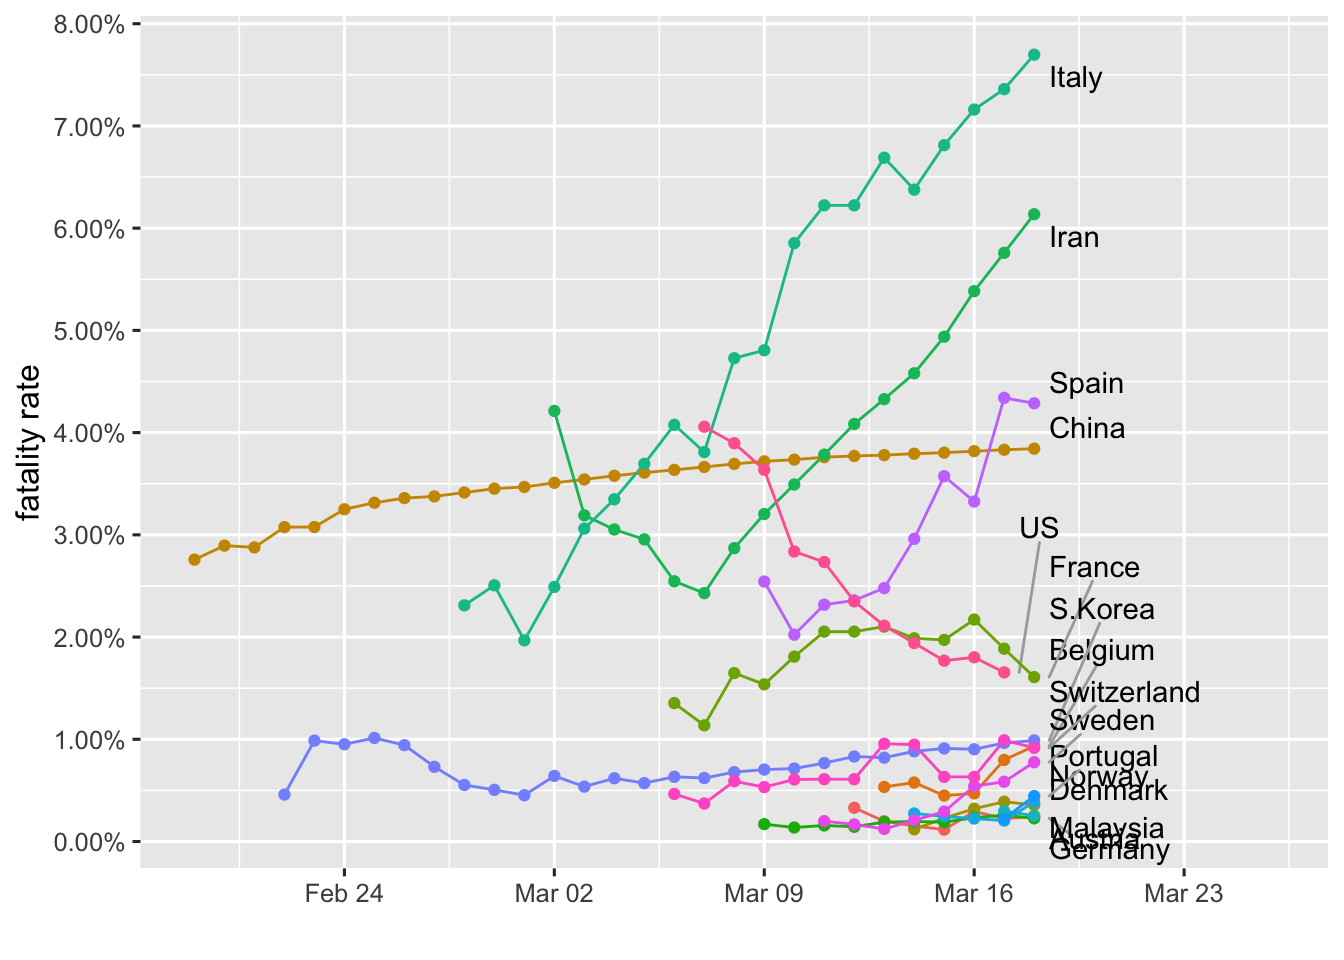 8.00%
7.00%
6.00%
5.00%
4.00%
3.00%
2.00%
1.00%
0.00%
fatality rate
Italy
Iran
Spain
China
US
France
S.Korea
Belgium
Switzerland
Sweden
Portugal
Norway
Denmark
Malaysia
Austria
Germany
Feb 24
Mar 02
Mar 09
Mar 16
Mar 23